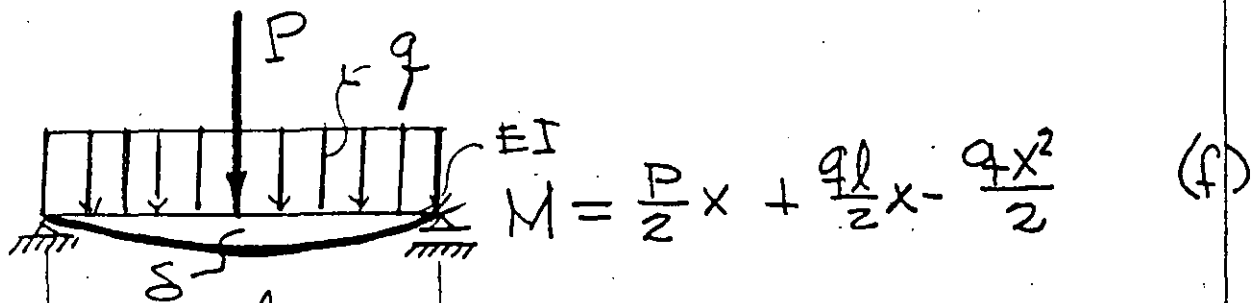 P
q
EI
M = P/2 x + ql/2 x - qx²/2 (f)
δ